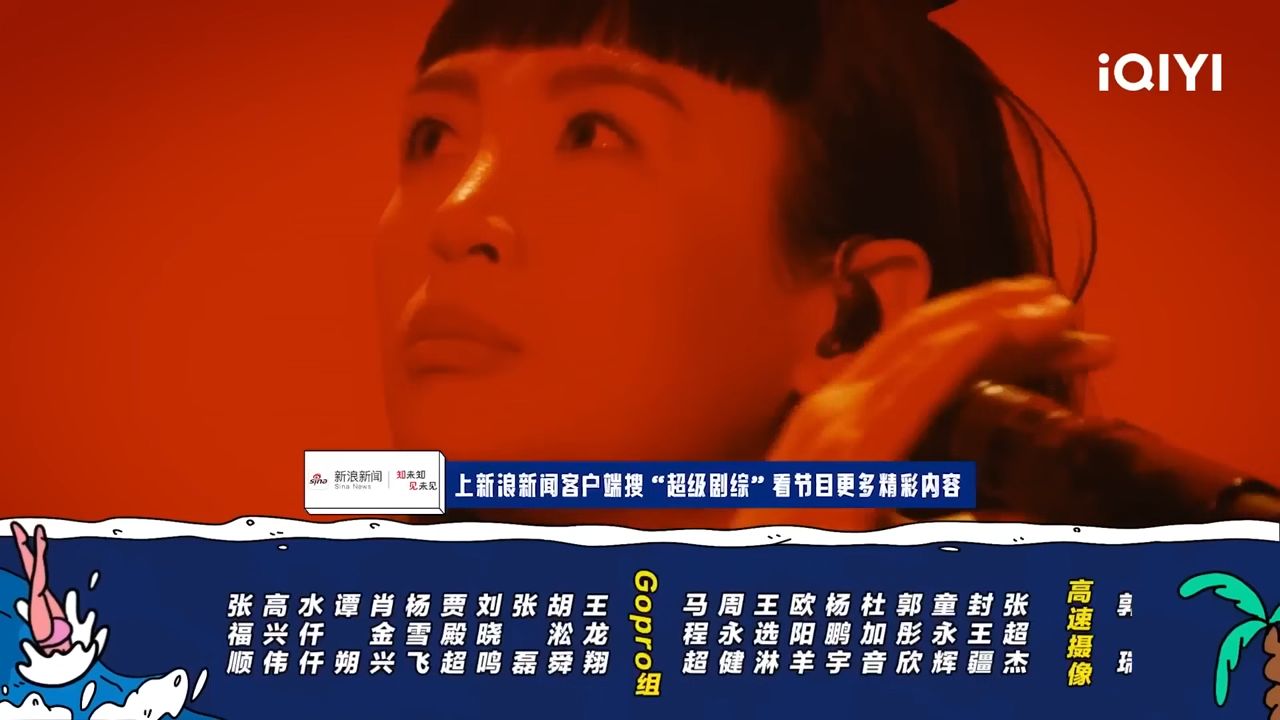 iQIYI
sina 新浪新闻 Sina News
知未知
见未见
上新浪新闻客户端搜“超级剧综”看节目更多精彩内容
张福顺
高兴伟
水仟仟
谭朔
肖金兴
杨雪飞
贾殿超
刘晓鸣
张磊
胡淞舜
王龙翔
Gopro组
马程超
周永健
王选淋
欧阳羊
杨鹏宇
杜加音
郭彤欣
童永辉
封王疆
张超杰
高速摄像